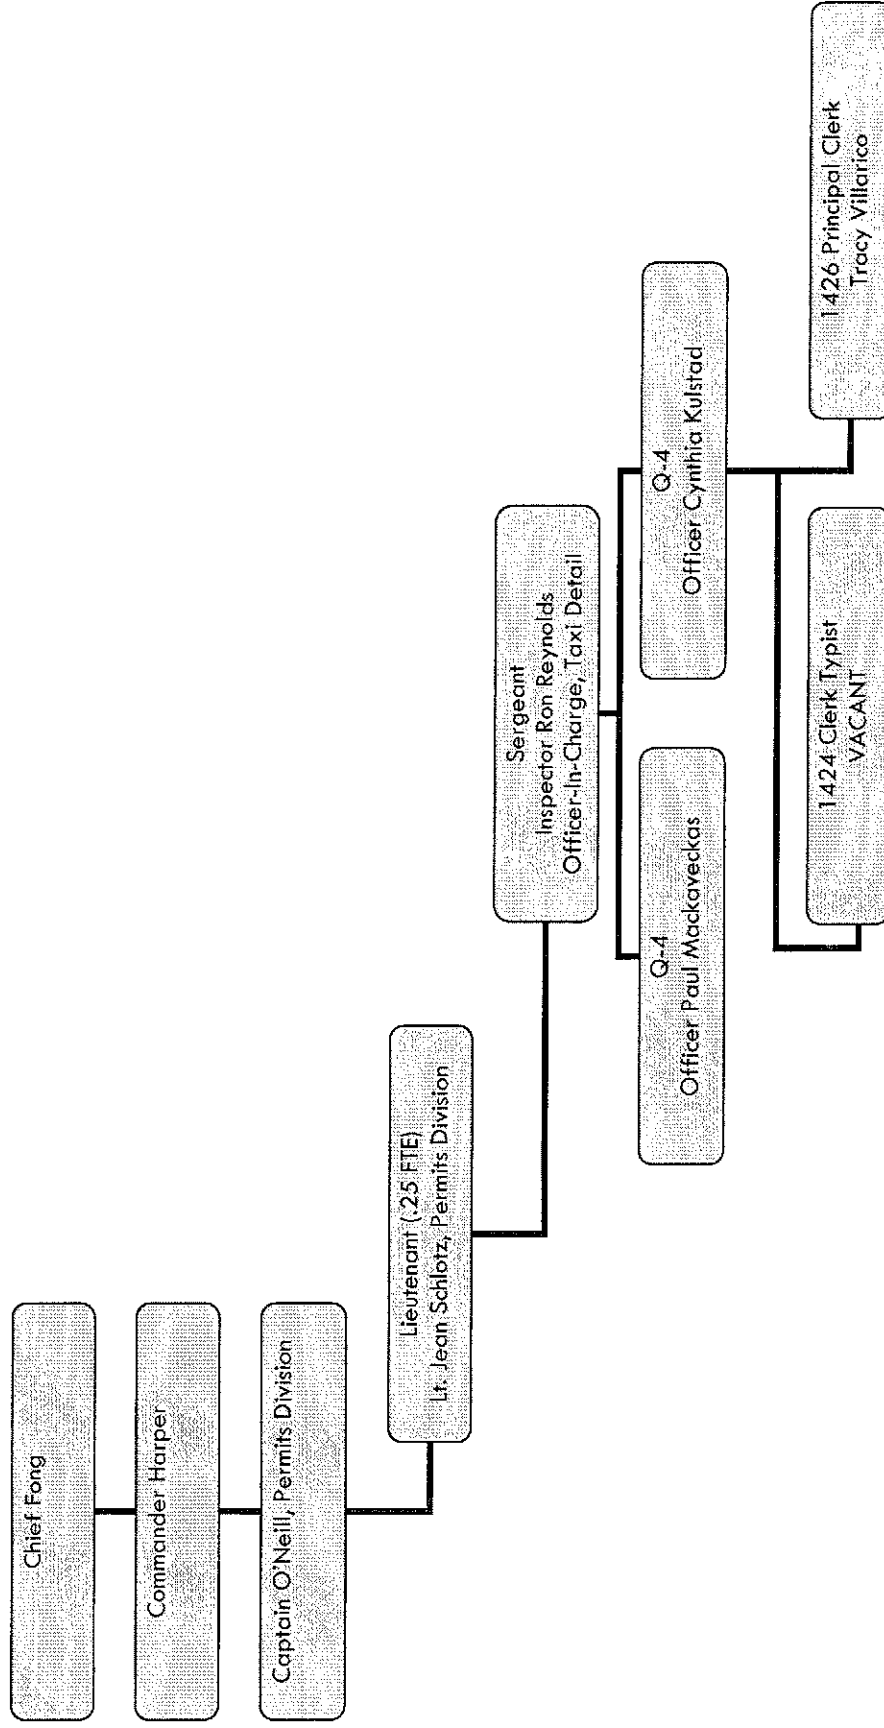 Chief Fong
Commander Harper
Captain O'Neill, Permits Division
Lieutenant (.25 FTE)
Lt. Jean Schlotz, Permits Division
Sergeant
Inspector Ron Reynolds
Officer-In-Charge, Taxi Detail
Q-4
Officer Paul Mackaveckas
Q-4
Officer Cynthia Kulstad
1424 Clerk Typist
VACANT
1426 Principal Clerk
Tracy Villarico